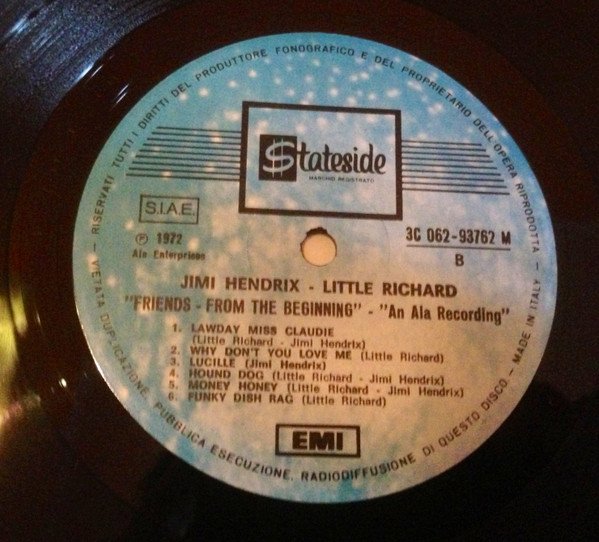 RISERVATI TUTTI I DIRITTI DEL PRODUTTORE FONOGRAFICO E DEL PROPRIETARIO DELL'OPERA RIPRODOTTA - MADE IN ITALY -
VIETATA DUPLICAZIONE, PUBBLICA ESECUZIONE, RADIODIFFUSIONE DI QUESTO DISCO -
Stateside
MARCHIO REGISTRATO
S.I.A.E.
℗ 1972
Ala Enterprises
3C 062-93762 M
B
JIMI HENDRIX - LITTLE RICHARD
"FRIENDS - FROM THE BEGINNING" - "An Ala Recording"
1. LAWDAY MISS CLAUDIE
(Little Richard - Jimi Hendrix)
2. WHY DON'T YOU LOVE ME (Little Richard)
3. LUCILLE (Jimi Hendrix)
4. HOUND DOG (Little Richard - Jimi Hendrix)
5. MONEY HONEY (Little Richard - Jimi Hendrix)
6. FUNKY DISH RAG (Little Richard)
EMI